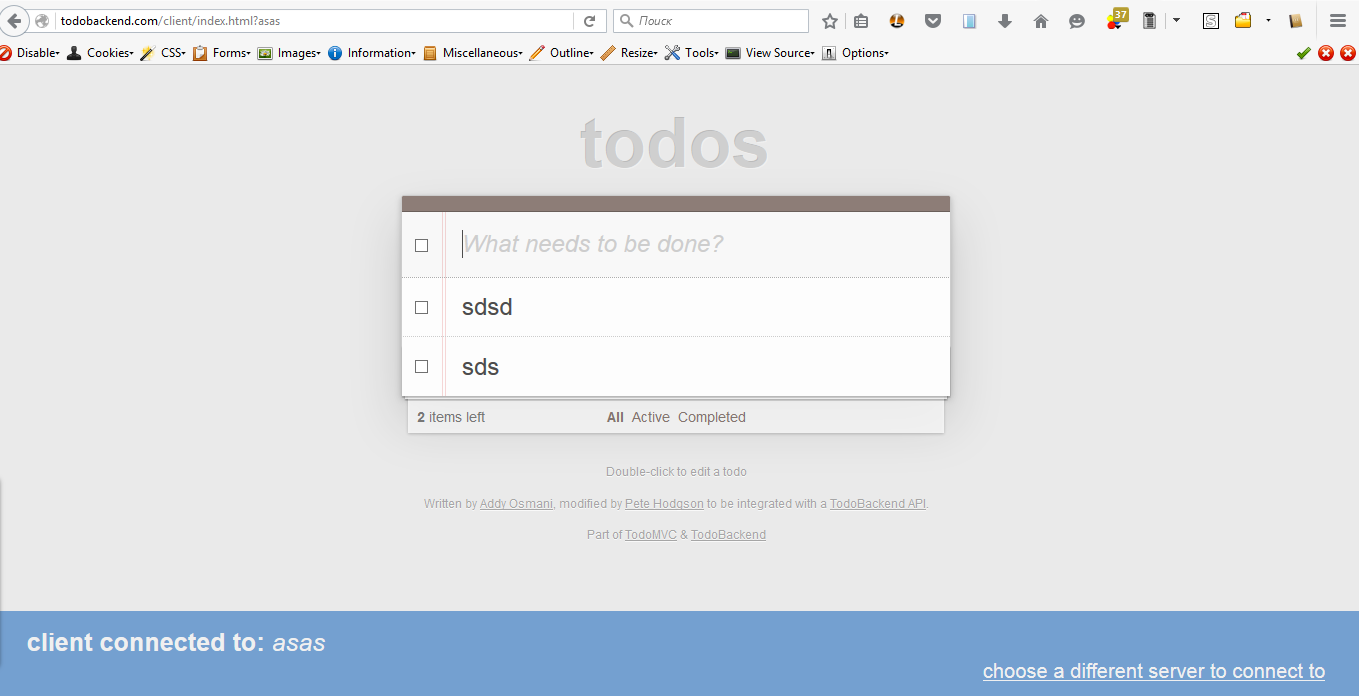 todobackend.com/client/index.html?asas Поиск 37 S
Disable Cookies CSS Forms Images Information Miscellaneous Outline Resize Tools View Source Options
todos
What needs to be done?
sdsd
sds
2 items left All Active Completed
Double-click to edit a todo
Written by Addy Osmani, modified by Pete Hodgson to be integrated with a TodoBackend API.
Part of TodoMVC & TodoBackend
client connected to: asas
choose a different server to connect to